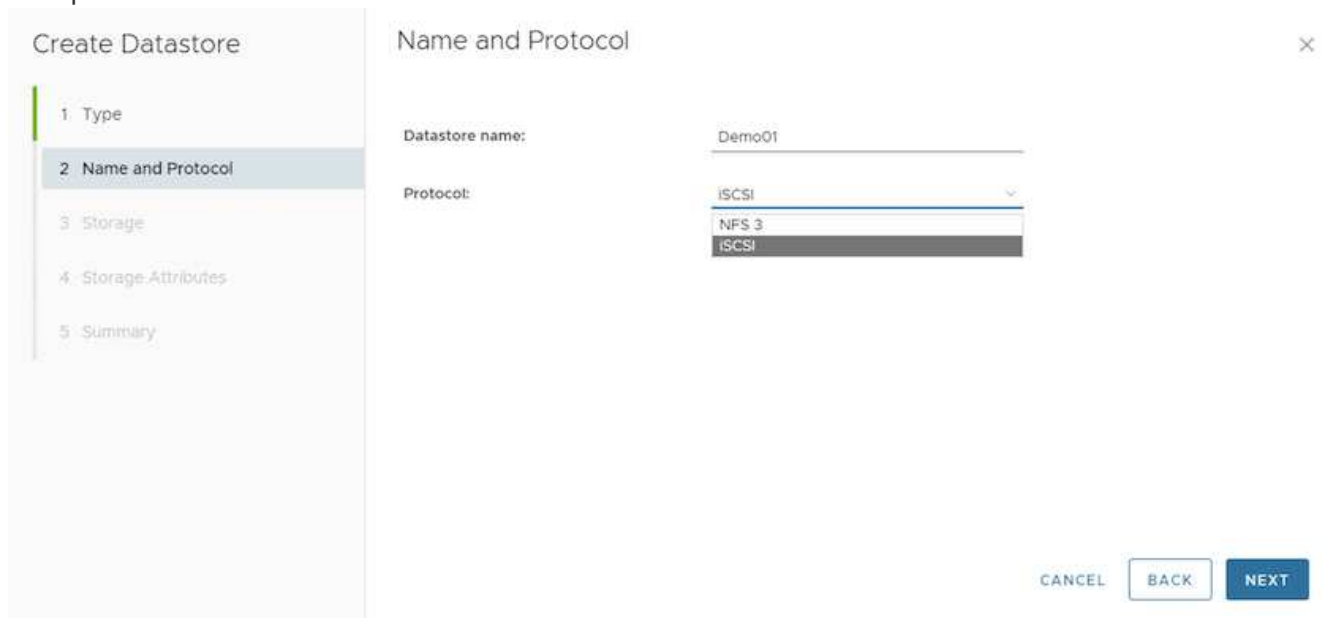 Create Datastore
1 Type
2 Name and Protocol
3 Storage
4 Storage Attributes
5 Summary
Name and Protocol
Datastore name:
Demo01
Protocol:
iSCSI
NFS 3
iSCSI
CANCEL
BACK
NEXT